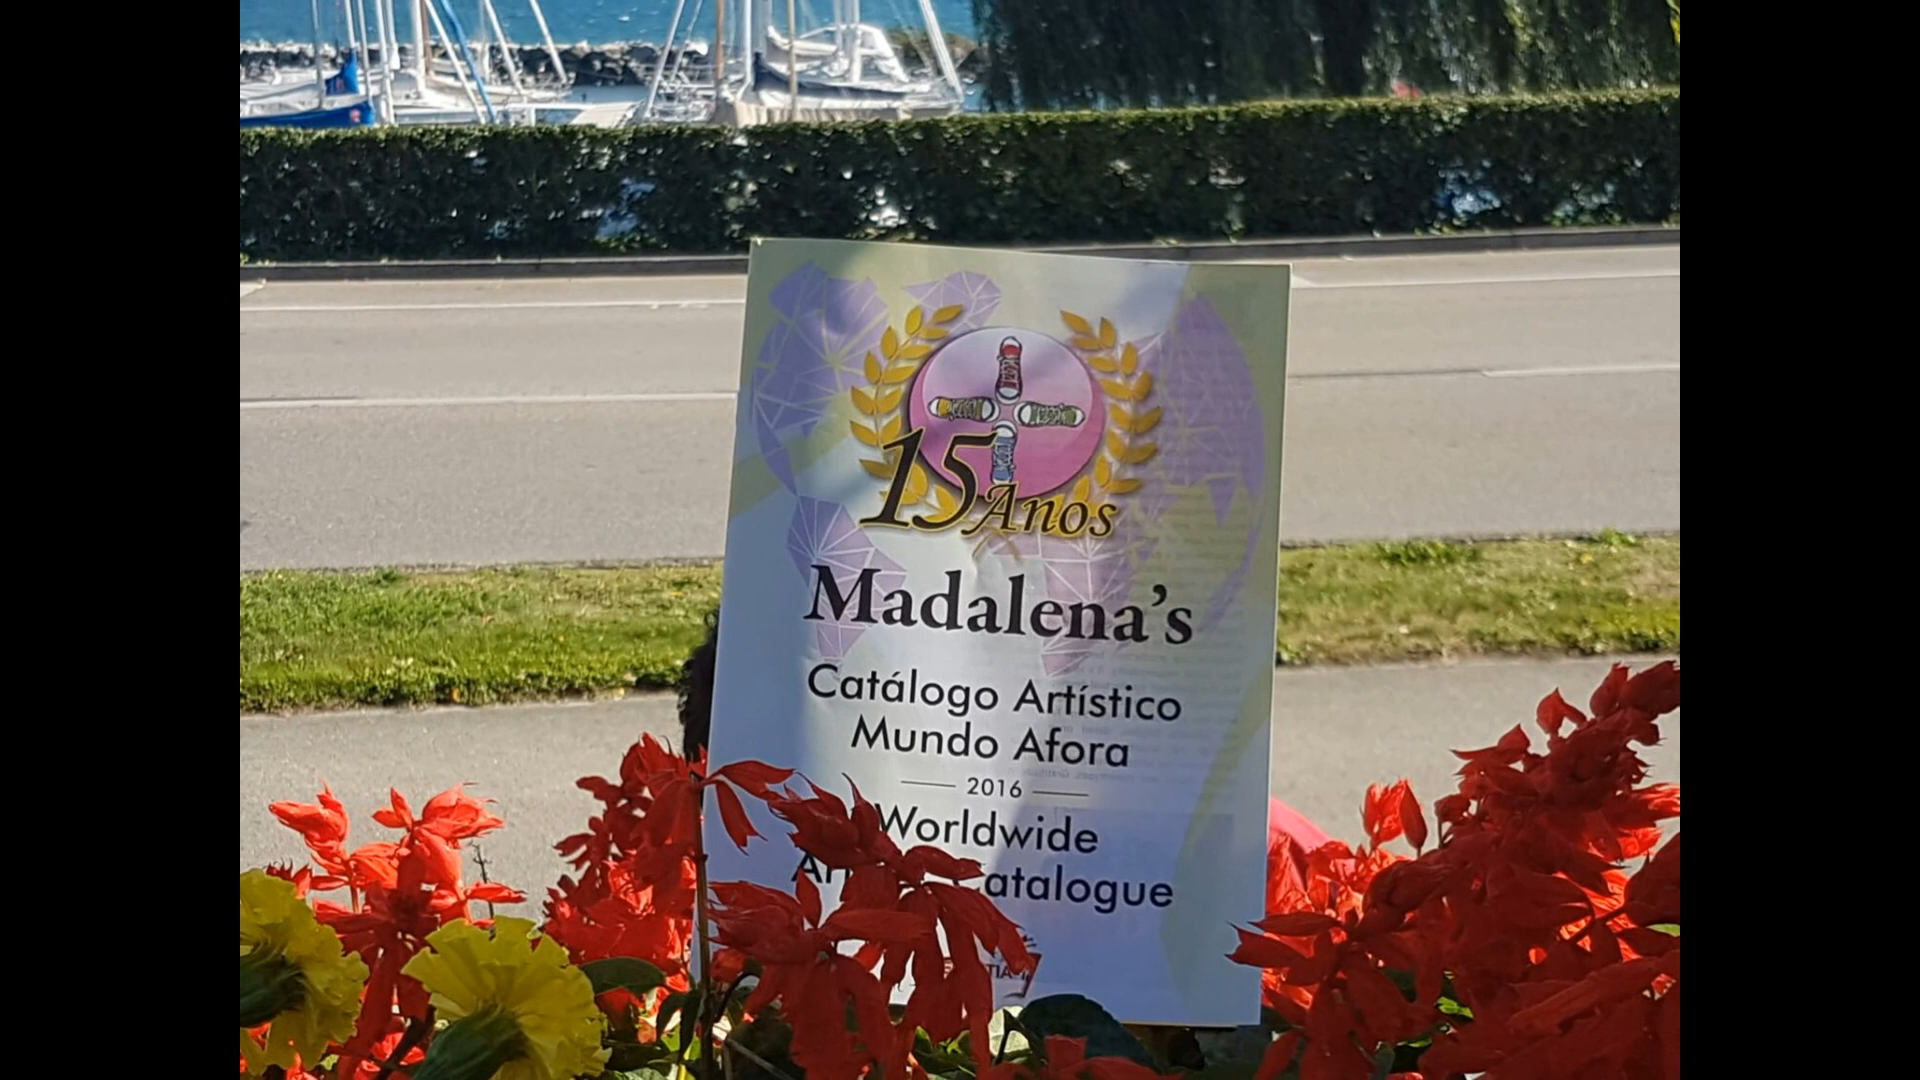 15 Anos
Madalena's
Catálogo Artístico
Mundo Afora
2016
Worldwide
Catalogue